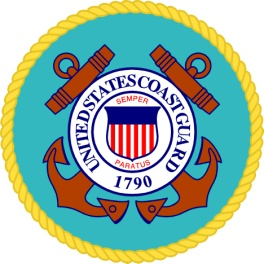 UNITED STATES COAST GUARD
SEMPER
PARATUS
1790